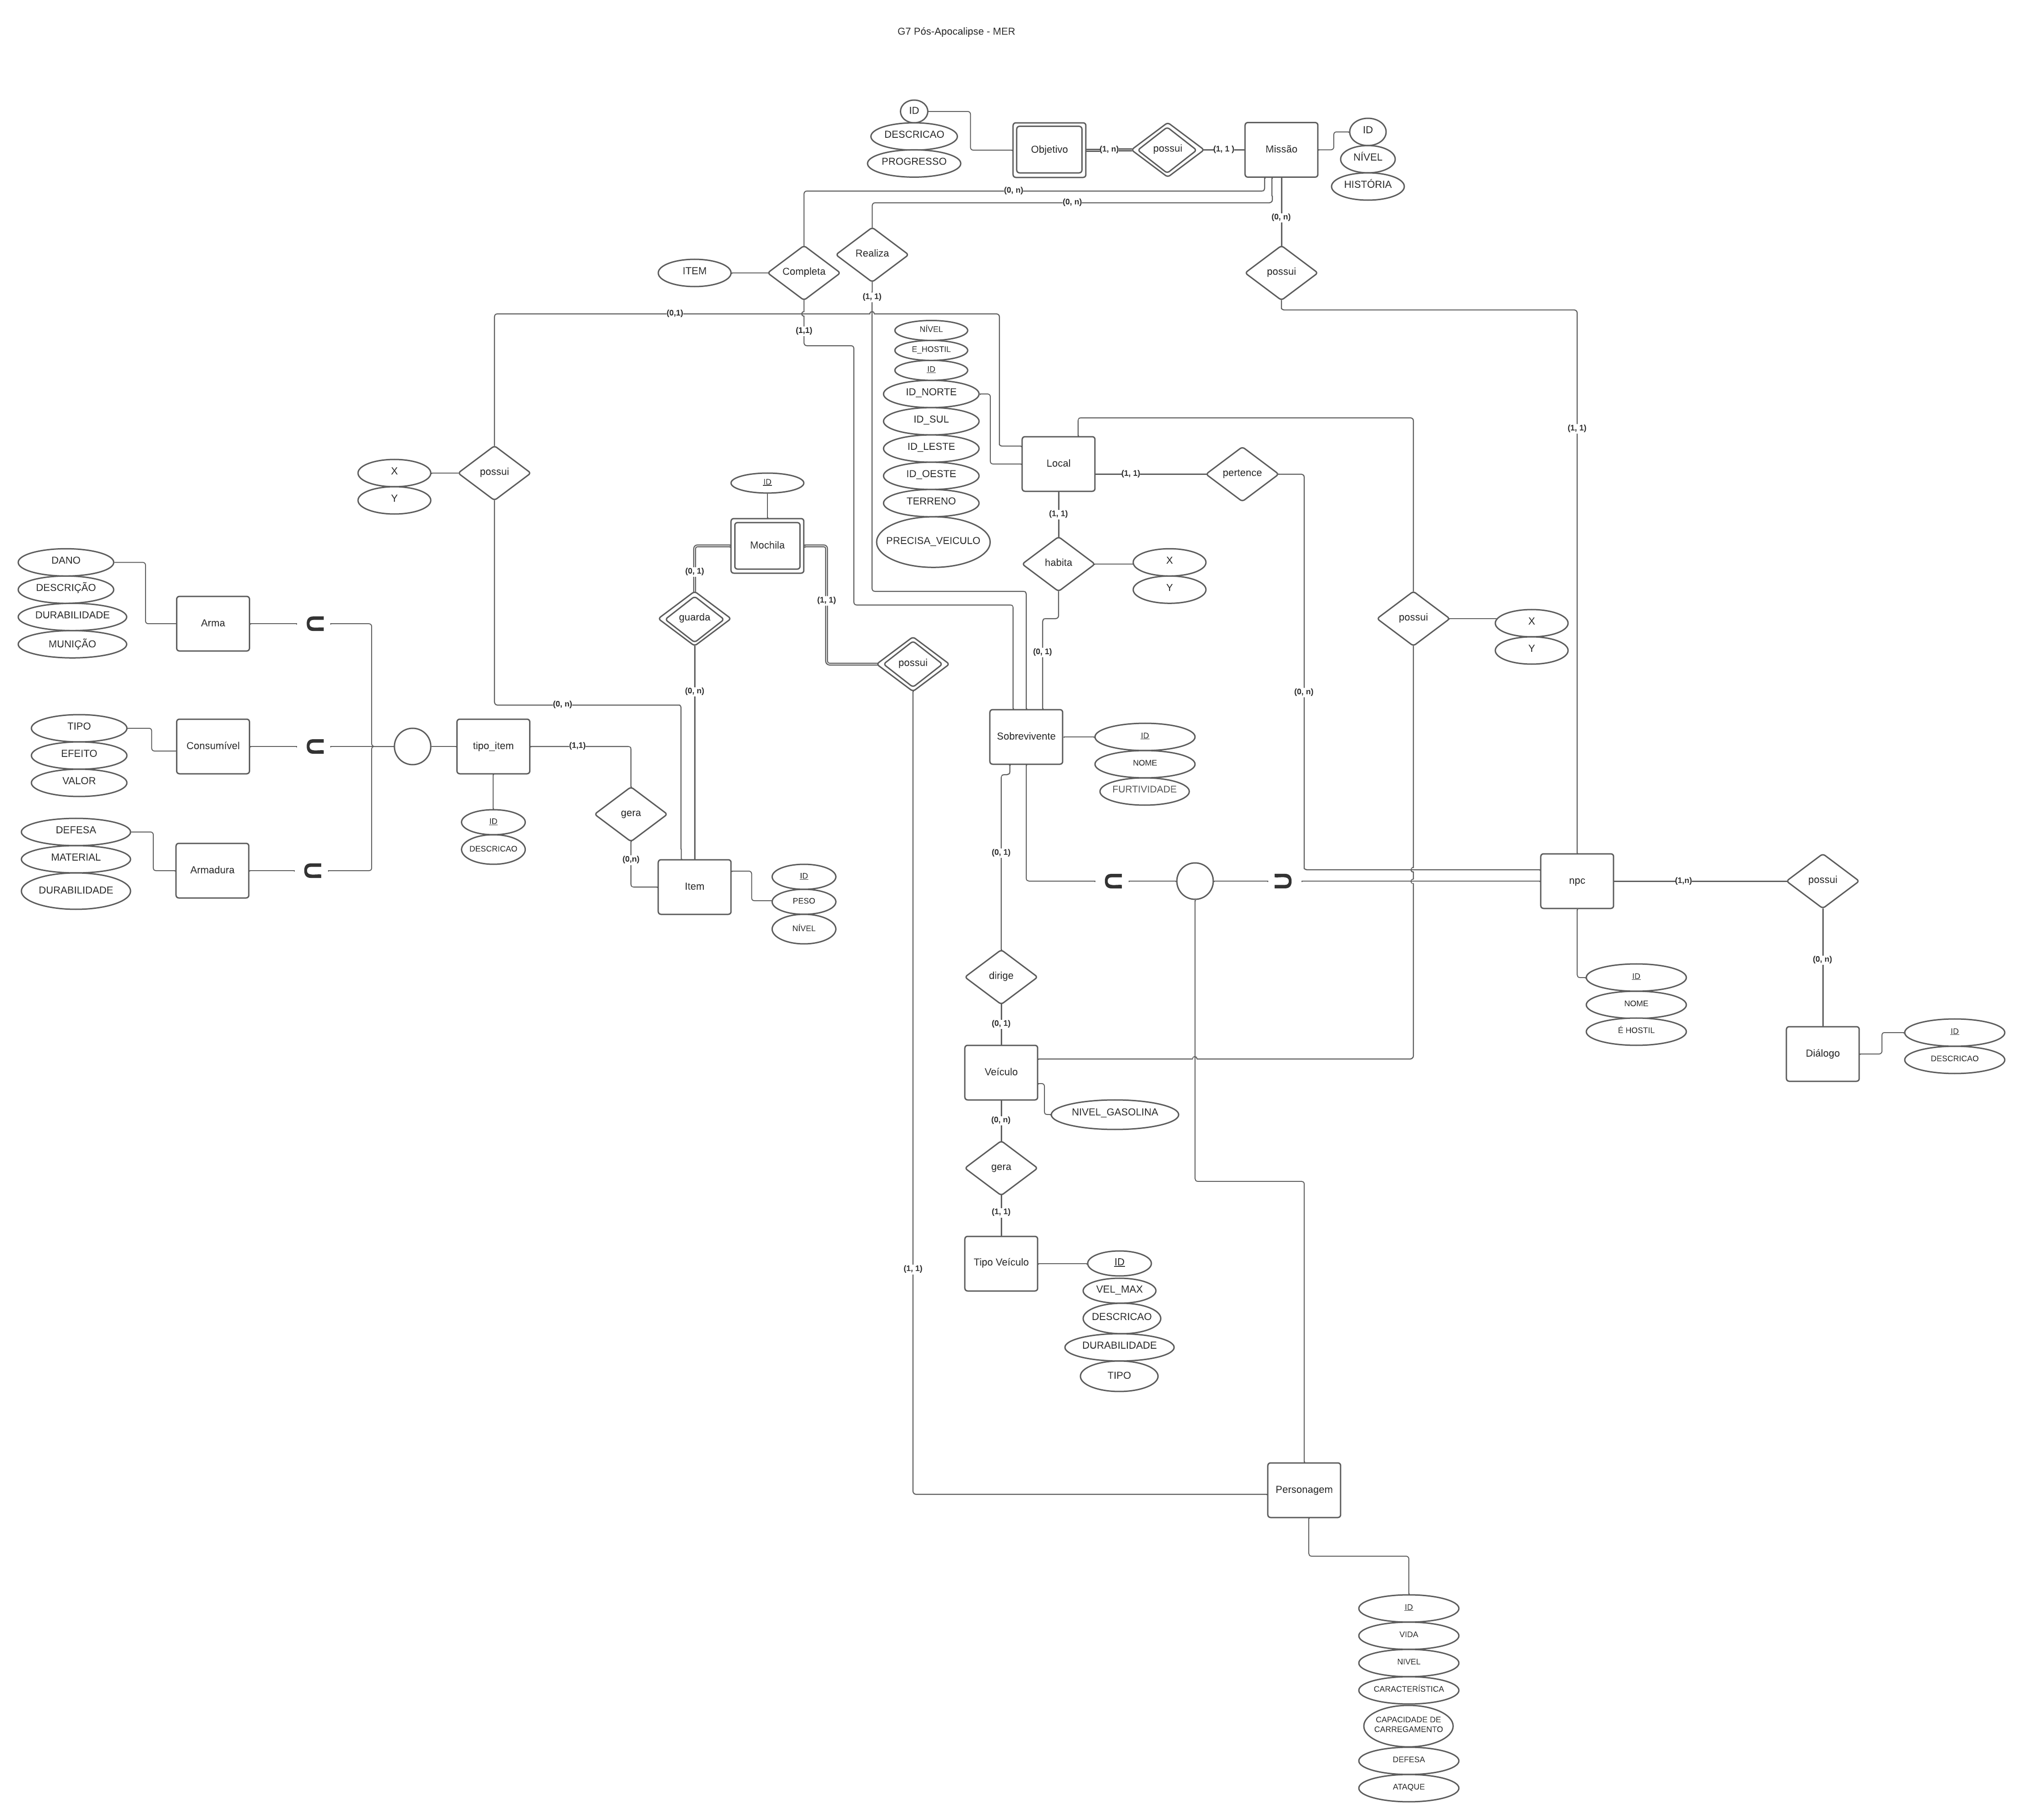 G7 Pós-Apocalipse - MER
ID
DESCRICAO
PROGRESSO
Objetivo
(1, n)
possui
(1, 1 )
Missão
ID
NÍVEL
HISTÓRIA
(0, n)
(0, n)
(0, n)
ITEM
Completa
Realiza
possui
(1, 1)
(0,1)
(1,1)
NÍVEL
E_HOSTIL
ID
ID_NORTE
ID_SUL
ID_LESTE
ID_OESTE
TERRENO
PRECISA_VEICULO
(1, 1)
X
Y
possui
Local
(1, 1)
pertence
ID
Mochila
(1, 1)
habita
X
Y
DANO
DESCRIÇÃO
DURABILIDADE
MUNIÇÃO
Arma
(0, 1)
guarda
(1, 1)
possui
(0, 1)
possui
X
Y
(0, n)
(0, n)
(0, n)
TIPO
EFEITO
VALOR
Consumível
tipo_item
(1,1)
Sobrevivente
ID
NOME
FURTIVIDADE
ID
DESCRICAO
gera
(0,n)
DEFESA
MATERIAL
DURABILIDADE
Armadura
Item
ID
PESO
NÍVEL
(0, 1)
npc
(1,n)
possui
(0, n)
dirige
(0, 1)
ID
NOME
É HOSTIL
Diálogo
ID
DESCRICAO
Veículo
NIVEL_GASOLINA
(0, n)
gera
(1, 1)
Tipo Veículo
ID
VEL_MAX
DESCRICAO
DURABILIDADE
TIPO
(1, 1)
Personagem
ID
VIDA
NIVEL
CARACTERÍSTICA
CAPACIDADE DE
CARREGAMENTO
DEFESA
ATAQUE